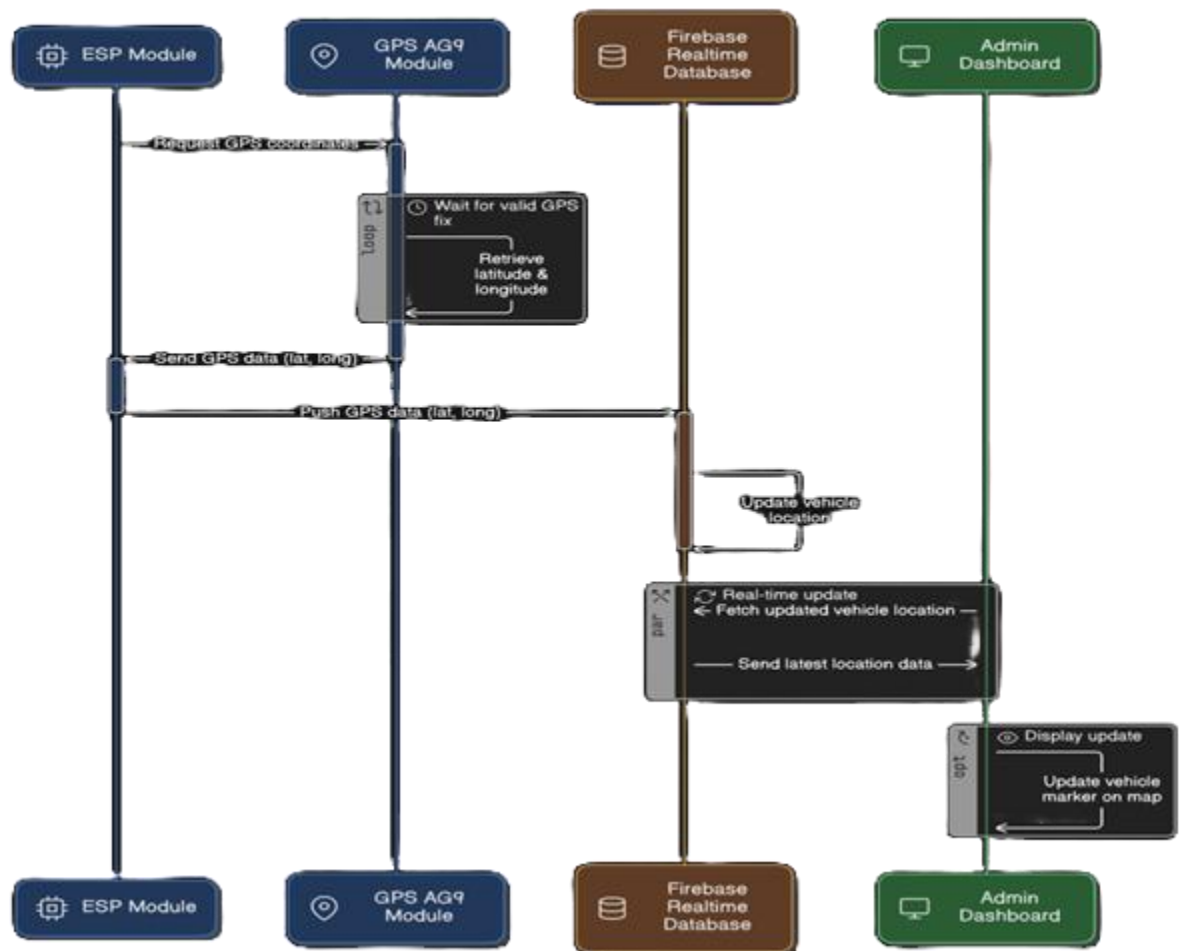 ESP Module
GPS AG9
Module
Firebase
Realtime
Database
Admin
Dashboard
Request GPS coordinates
loop
Wait for valid GPS
fix
Retrieve
latitude &
longitude
Send GPS data (lat, long)
Push GPS data (lat, long)
Update vehicle
location
par
Real-time update
Fetch updated vehicle location
Send latest location data
opt
Display update
Update vehicle
marker on map
ESP Module
GPS AG9
Module
Firebase
Realtime
Database
Admin
Dashboard